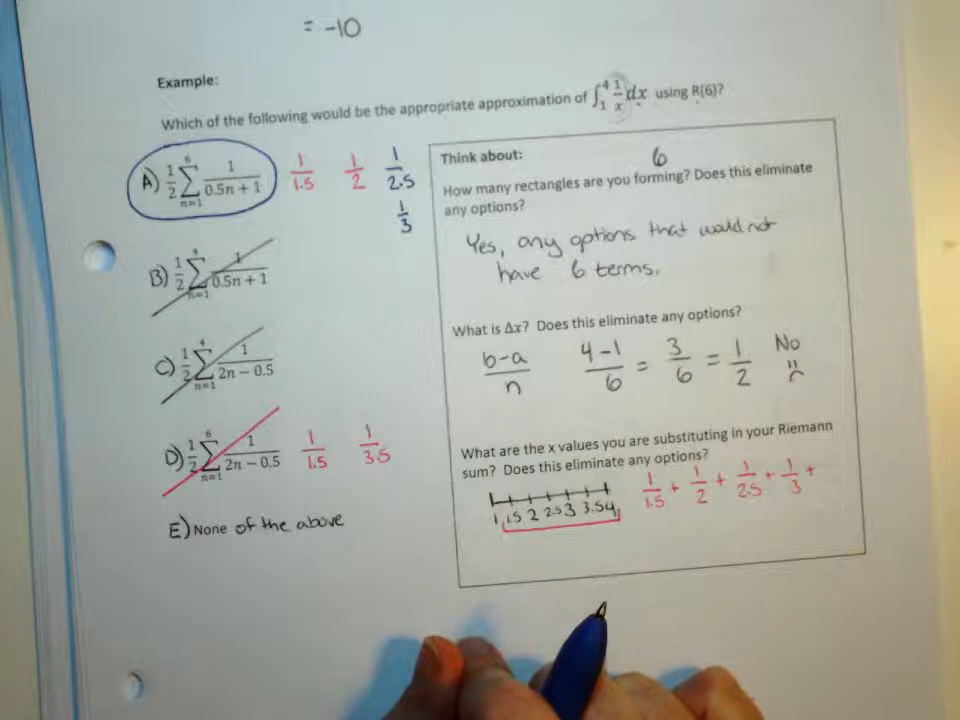 = -10
Example:
Which of the following would be the appropriate approximation of ∫₁⁴ 1/x dx using R(6)?
A) 1/2 ∑_{n=1}^{6} 1/(0.5n + 1) 1/1.5 1/2 1/2.5
1/3
B) 1/2 ∑_{n=1}^{4} 1/(0.5n + 1)
C) 1/2 ∑_{n=1}^{4} 1/(2n − 0.5)
D) 1/2 ∑_{n=1}^{6} 1/(2n − 0.5) 1/1.5 1/3.5
E) None of the above
Think about:
6
How many rectangles are you forming? Does this eliminate
any options?
Yes, any options that would not
have 6 terms.
What is Δx? Does this eliminate any options?
(b-a)/n (4-1)/6 = 3/6 = 1/2 No
What are the x values you are substituting in your Riemann
sum? Does this eliminate any options?
1/1.5 + 1/2 + 1/2.5 + 1/3 +
1 1.5 2 2.5 3 3.5 4